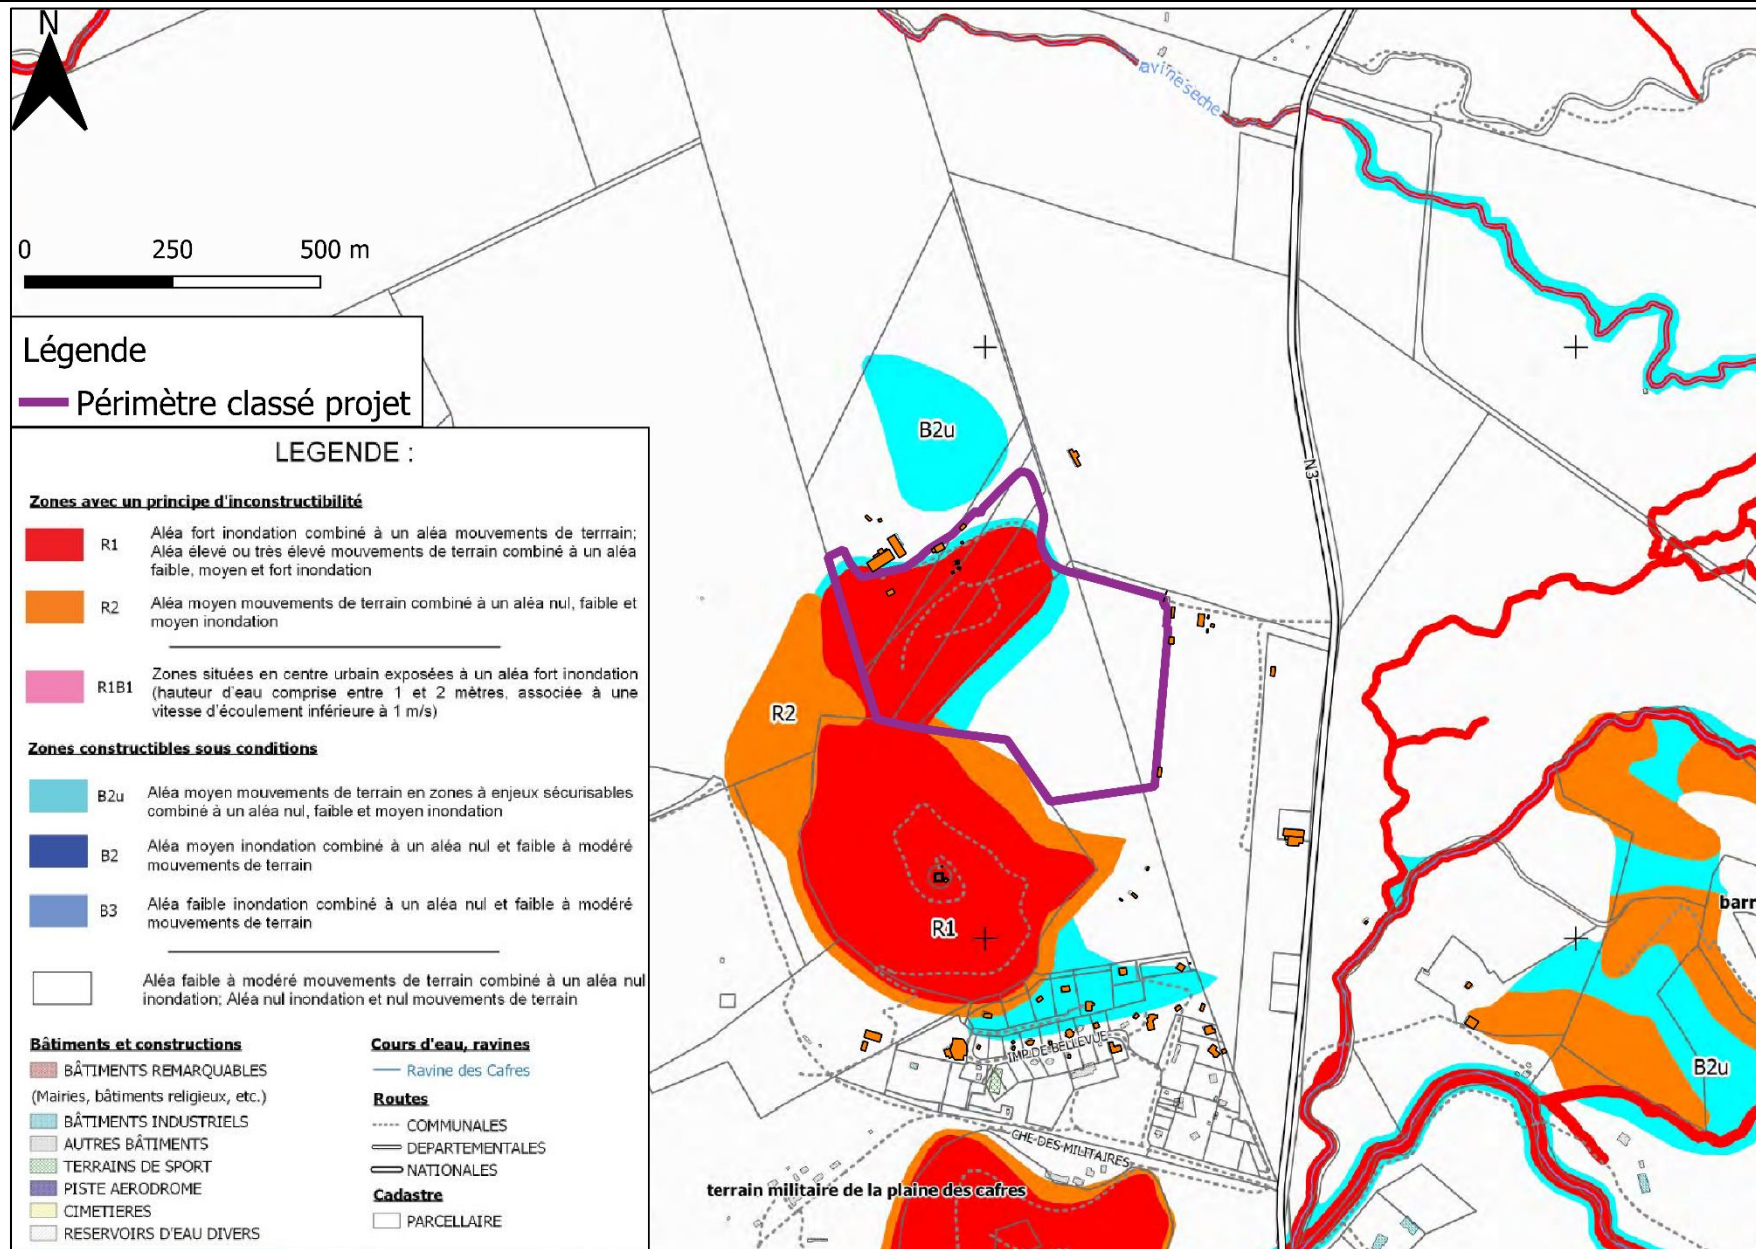 N
0 250 500 m
Légende
Périmètre classé projet
LEGENDE :
Zones avec un principe d'inconstructibilité
R1
Aléa fort inondation combiné à un aléa mouvements de terrrain;
Aléa élevé ou très élevé mouvements de terrain combiné à un aléa
faible, moyen et fort inondation
R2
Aléa moyen mouvements de terrain combiné à un aléa nul, faible et
moyen inondation
R1B1
Zones situées en centre urbain exposées à un aléa fort inondation
(hauteur d'eau comprise entre 1 et 2 mètres, associée à une
vitesse d'écoulement inférieure à 1 m/s)
Zones constructibles sous conditions
B2u
Aléa moyen mouvements de terrain en zones à enjeux sécurisables
combiné à un aléa nul, faible et moyen inondation
B2
Aléa moyen inondation combiné à un aléa nul et faible à modéré
mouvements de terrain
B3
Aléa faible inondation combiné à un aléa nul et faible à modéré
mouvements de terrain
Aléa faible à modéré mouvements de terrain combiné à un aléa nul
inondation; Aléa nul inondation et nul mouvements de terrain
Bâtiments et constructions
BÂTIMENTS REMARQUABLES
(Mairies, bâtiments religieux, etc.)
BÂTIMENTS INDUSTRIELS
AUTRES BÂTIMENTS
TERRAINS DE SPORT
PISTE AERODROME
CIMETIERES
RESERVOIRS D'EAU DIVERS
Cours d'eau, ravines
Ravine des Cafres
Routes
COMMUNALES
DEPARTEMENTALES
NATIONALES
Cadastre
PARCELLAIRE
avine seche
B2u
N3
R2
R1
barr
IMP DE BELLEVUE
B2u
CHE DES MILITAIRES
terrain militaire de la plaine des cafres